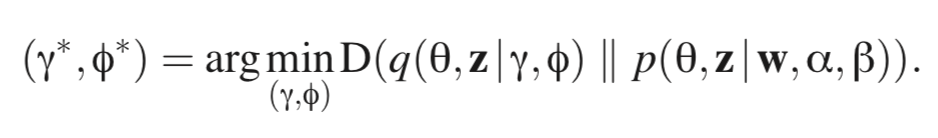 (γ*,ϕ*) = arg min D(q(θ,z|γ,ϕ) ‖ p(θ,z|w,α,β)).
(γ,ϕ)